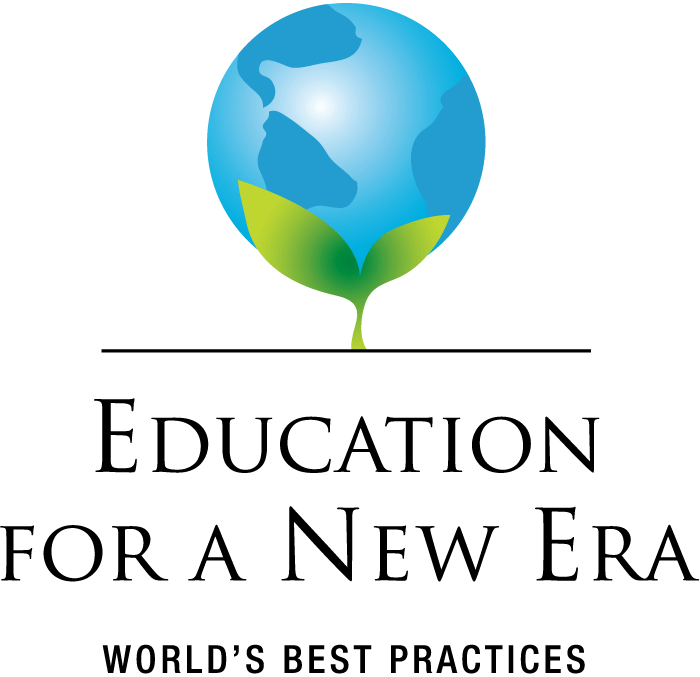 EDUCATION
FOR A NEW ERA
WORLD’S BEST PRACTICES